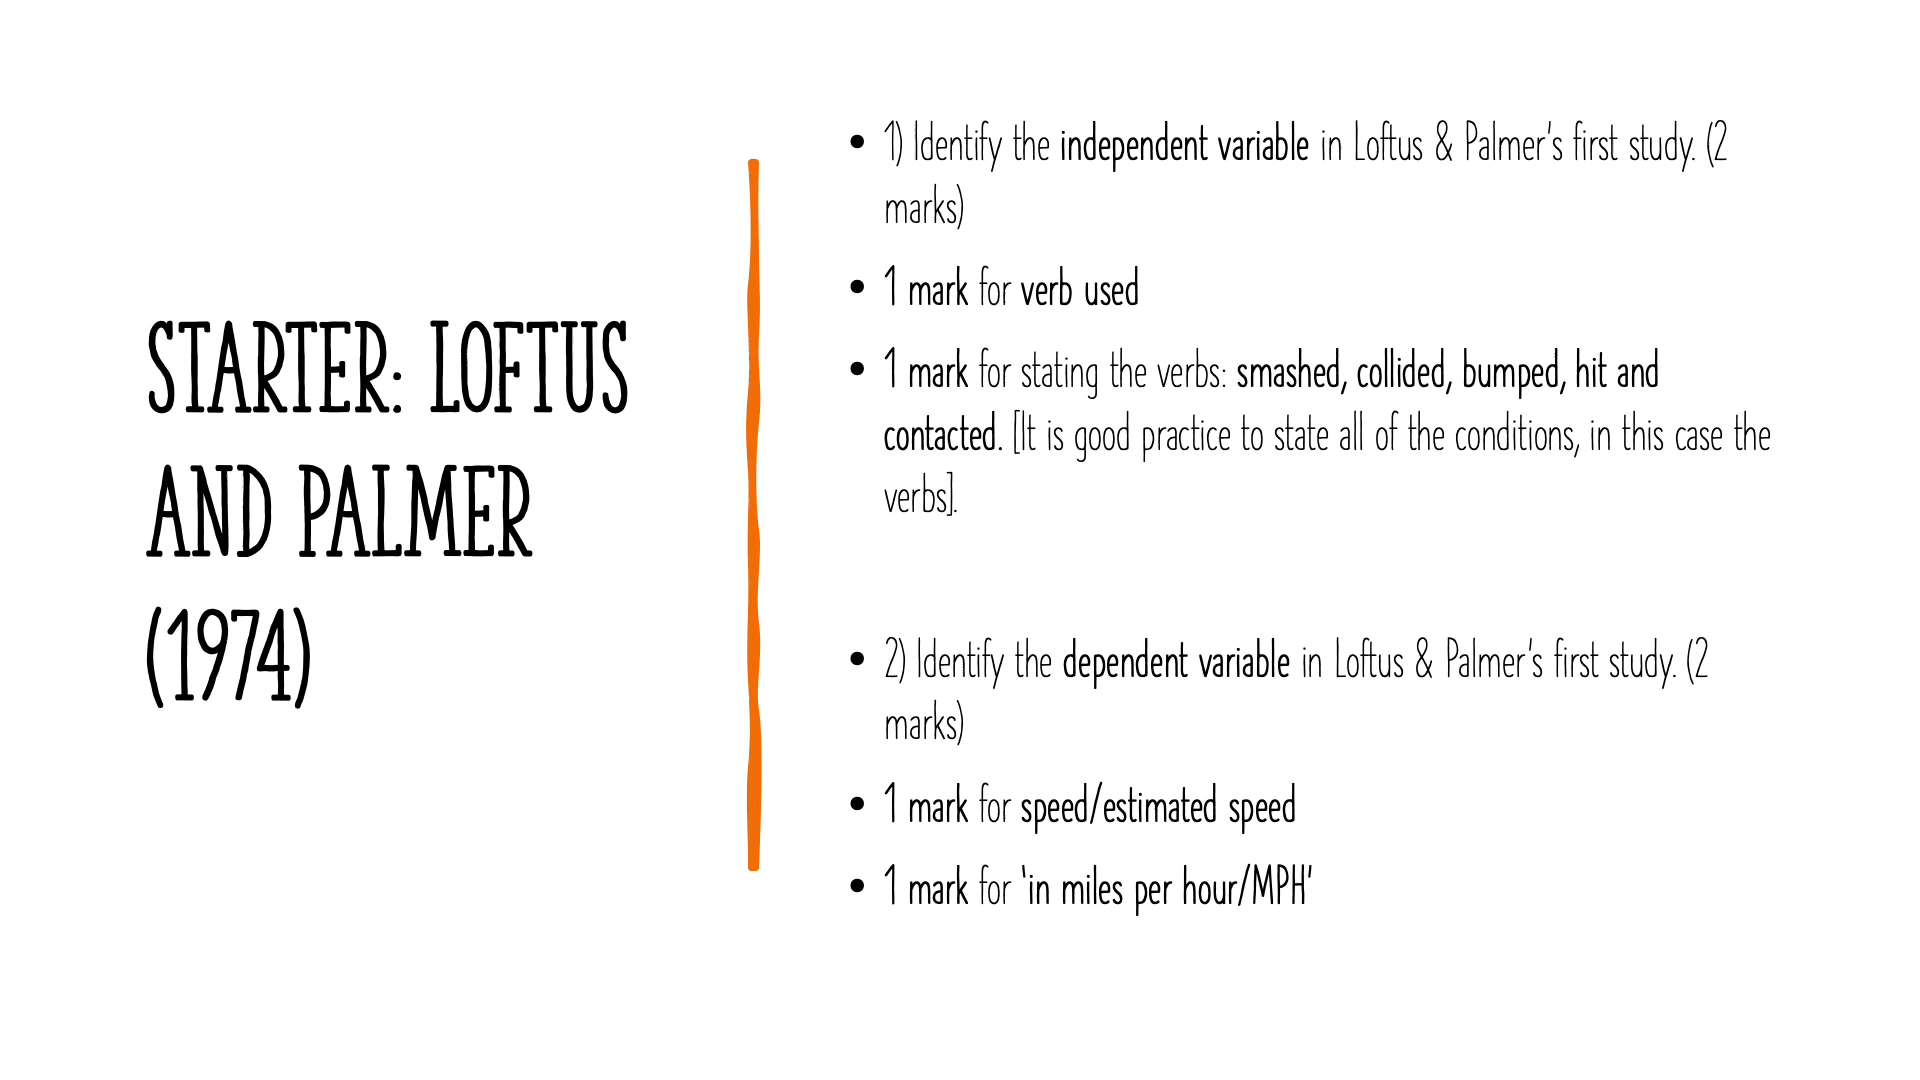 STARTER: LOFTUS
AND PALMER
(1974)
• 1) Identify the independent variable in Loftus & Palmer's first study. (2
marks)
• 1 mark for verb used
• 1 mark for stating the verbs: smashed, collided, bumped, hit and
contacted. [It is good practice to state all of the conditions, in this case the
verbs].
• 2) Identify the dependent variable in Loftus & Palmer's first study. (2
marks)
• 1 mark for speed/estimated speed
• 1 mark for 'in miles per hour/MPH'